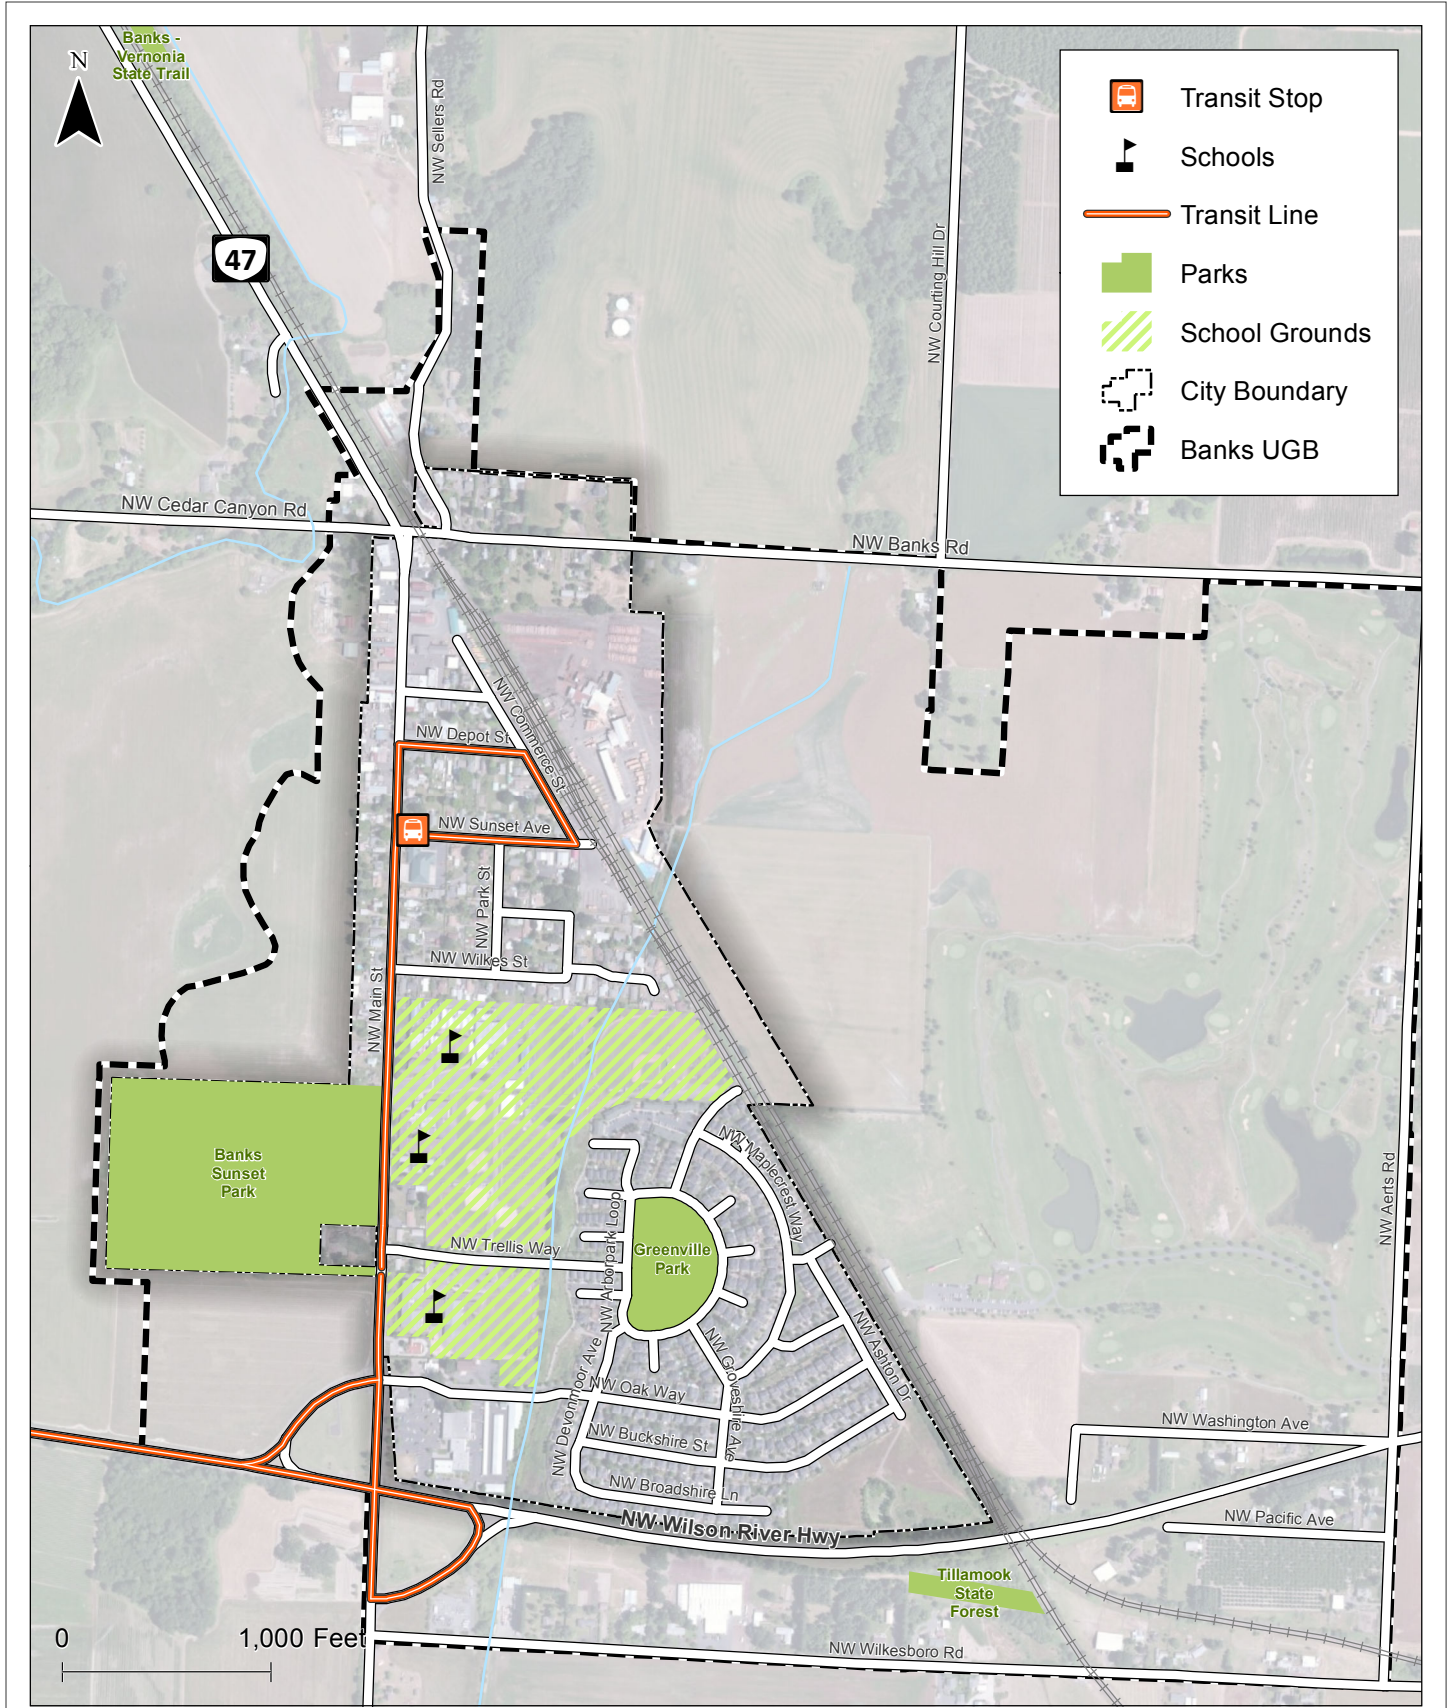 Banks -
Vernonia
State Trail
N
NW Sellers Rd
47
NW Courting Hill Dr
Transit Stop
Schools
Transit Line
Parks
School Grounds
City Boundary
Banks UGB
NW Cedar Canyon Rd
NW Banks Rd
NW Commerce St
NW Depot St
NW Sunset Ave
NW Park St
NW Wilkes St
NW Main St
Banks
Sunset
Park
NW Maplecrest Way
NW Aerts Rd
NW Arborpark Loop
NW Trellis Way
Greenville
Park
NW Ashton Dr
NW Groveshire Ave
NW Devonmoor Ave
NW Oak Way
NW Buckshire St
NW Broadshire Ln
NW Washington Ave
NW Wilson River Hwy
NW Pacific Ave
Tillamook
State
Forest
0 1,000 Feet
NW Wilkesboro Rd